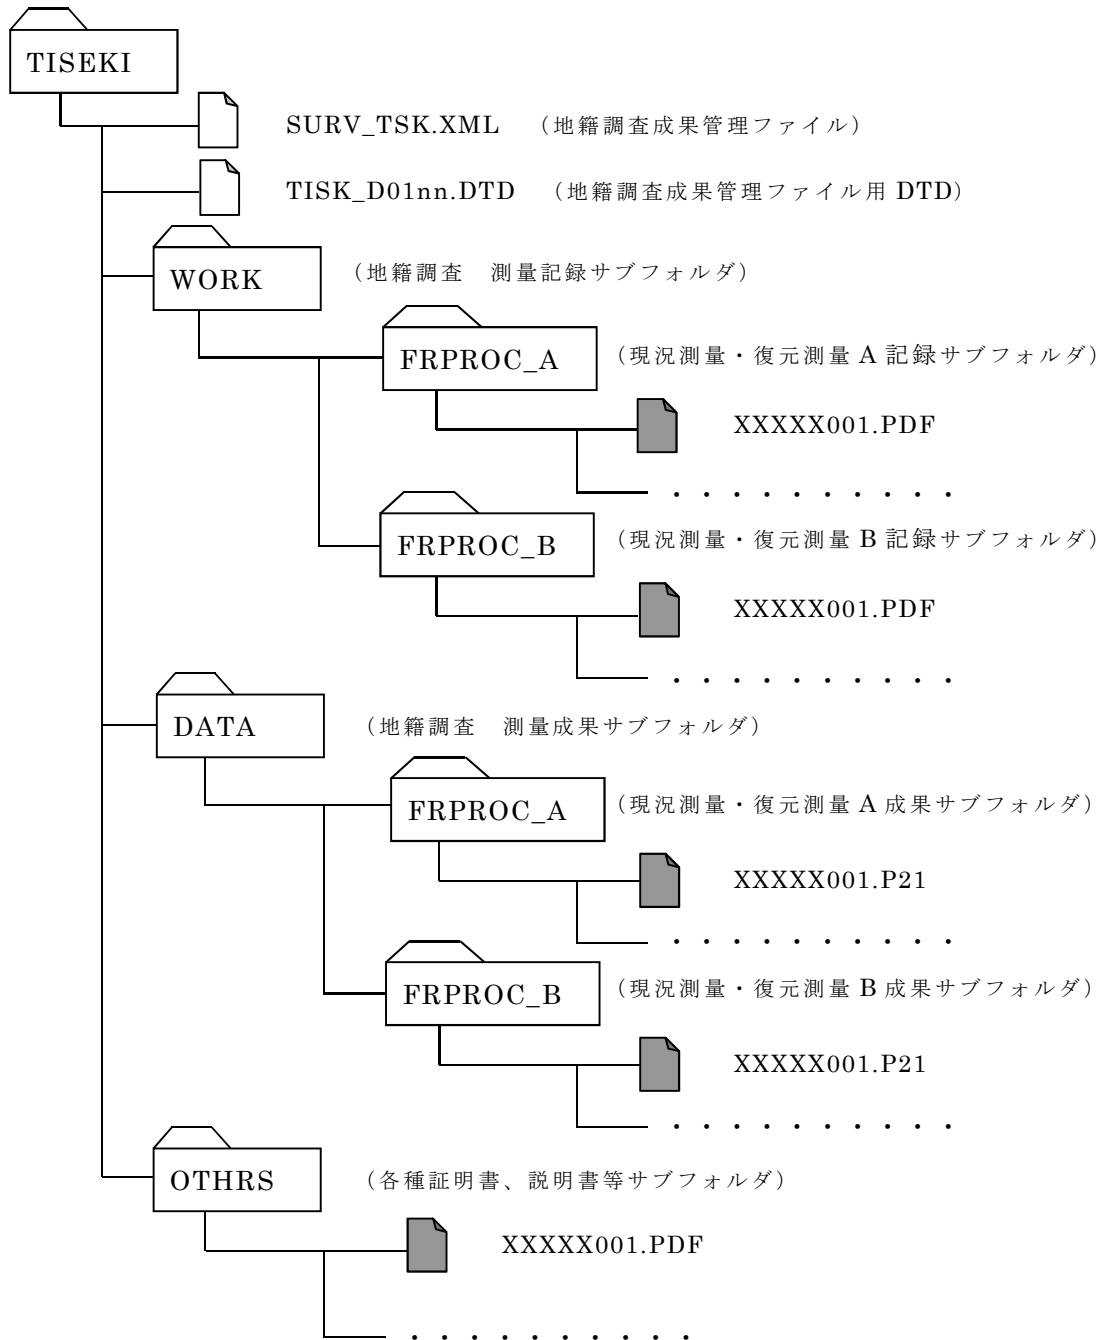 TISEKI
SURV_TSK.XML （地籍調査成果管理ファイル）
TISK_D01nn.DTD （地籍調査成果管理ファイル用 DTD）
WORK （地籍調査　測量記録サブフォルダ）
FRPROC_A （現況測量・復元測量 A 記録サブフォルダ）
XXXXX001.PDF
・・・・・・・・・・
FRPROC_B （現況測量・復元測量 B 記録サブフォルダ）
XXXXX001.PDF
・・・・・・・・・・
DATA （地籍調査　測量成果サブフォルダ）
FRPROC_A （現況測量・復元測量 A 成果サブフォルダ）
XXXXX001.P21
・・・・・・・・・・
FRPROC_B （現況測量・復元測量 B 成果サブフォルダ）
XXXXX001.P21
・・・・・・・・・・
OTHRS （各種証明書、説明書等サブフォルダ）
XXXXX001.PDF
・・・・・・・・・・